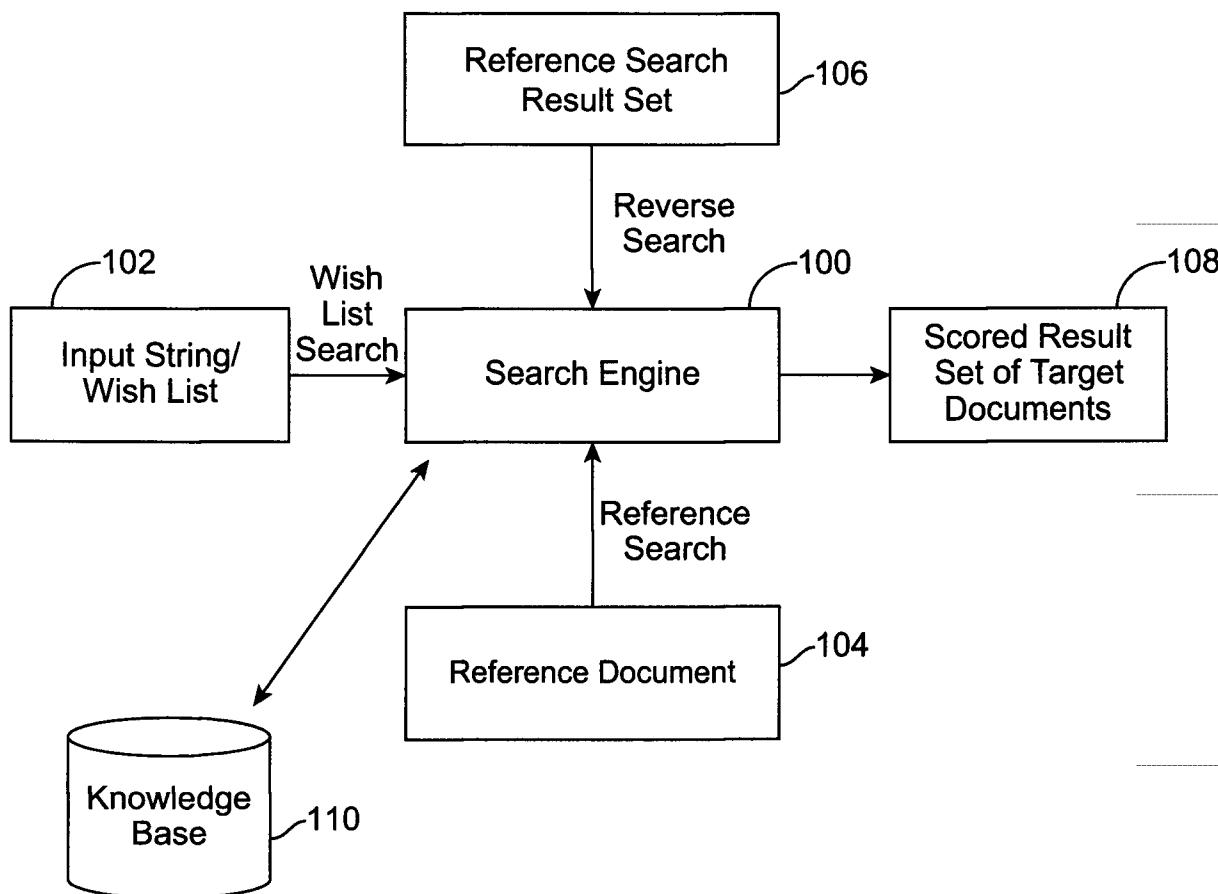 Reference Search
Result Set
106
Reverse
Search
102
Wish
List
Search
100
108
Input String/
Wish List
Search Engine
Scored Result
Set of Target
Documents
Reference
Search
Reference Document
104
Knowledge
Base
110